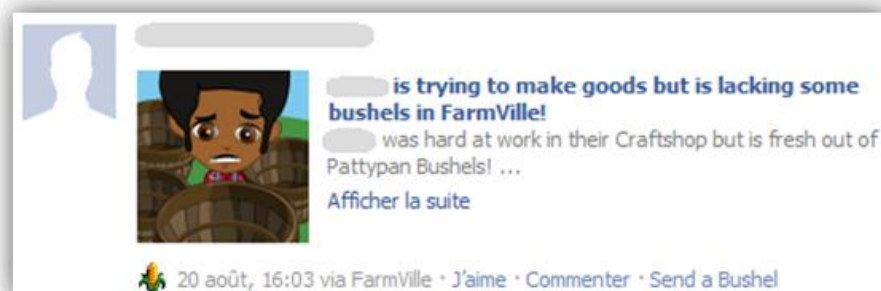 is trying to make goods but is lacking some
bushels in FarmVille!
was hard at work in their Craftshop but is fresh out of
Pattypan Bushels! ...
Afficher la suite
20 août, 16:03 via FarmVille · J'aime · Commenter · Send a Bushel